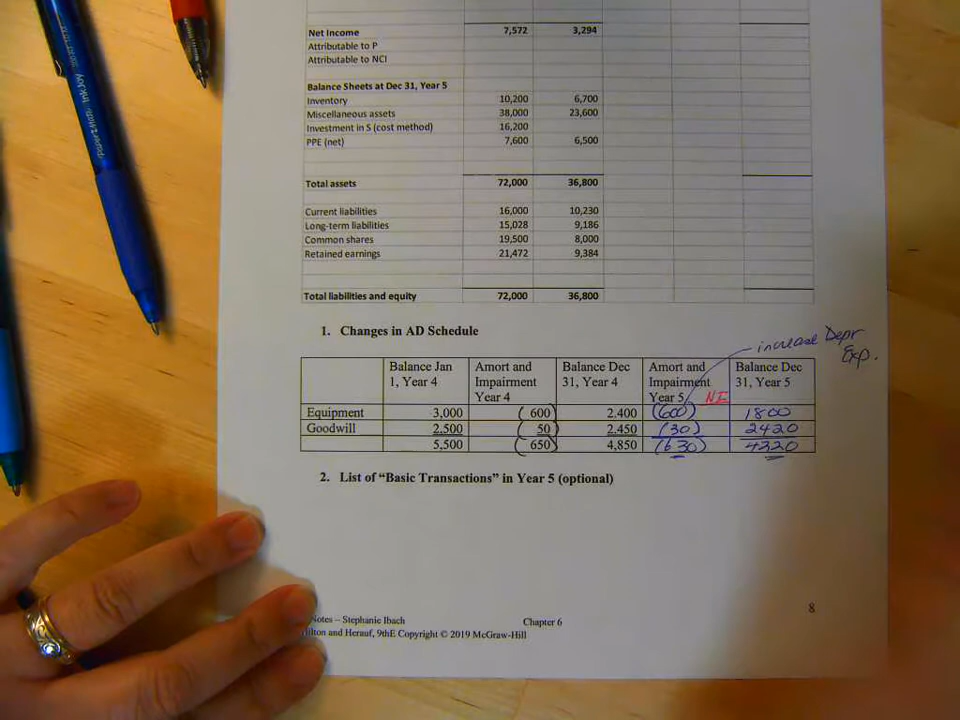 Net Income 7,572 3,294
Attributable to P
Attributable to NCI
Balance Sheets at Dec 31, Year 5
Inventory 10,200 6,700
Miscellaneous assets 38,000 23,600
Investment in S (cost method) 16,200
PPE (net) 7,600 6,500
Total assets 72,000 36,800
Current liabilities 16,000 10,230
Long-term liabilities 15,028 9,186
Common shares 19,500 8,000
Retained earnings 21,472 9,384
Total liabilities and equity 72,000 36,800
1. Changes in AD Schedule
increase Depr
Exp.
Balance Jan Amort and Balance Dec Amort and Balance Dec
1, Year 4 Impairment 31, Year 4 Impairment 31, Year 5
Year 4 Year 5 NI
Equipment 3,000 (600) 2,400 (600) 1800
Goodwill 2,500 50 2,450 (30) 2420
5,500 (650) 4,850 (630) 4220
2. List of “Basic Transactions” in Year 5 (optional)
8
Notes – Stephanie Ibach Chapter 6
Hilton and Herauf, 9thE Copyright © 2019 McGraw-Hill
PaperMate InkJoy